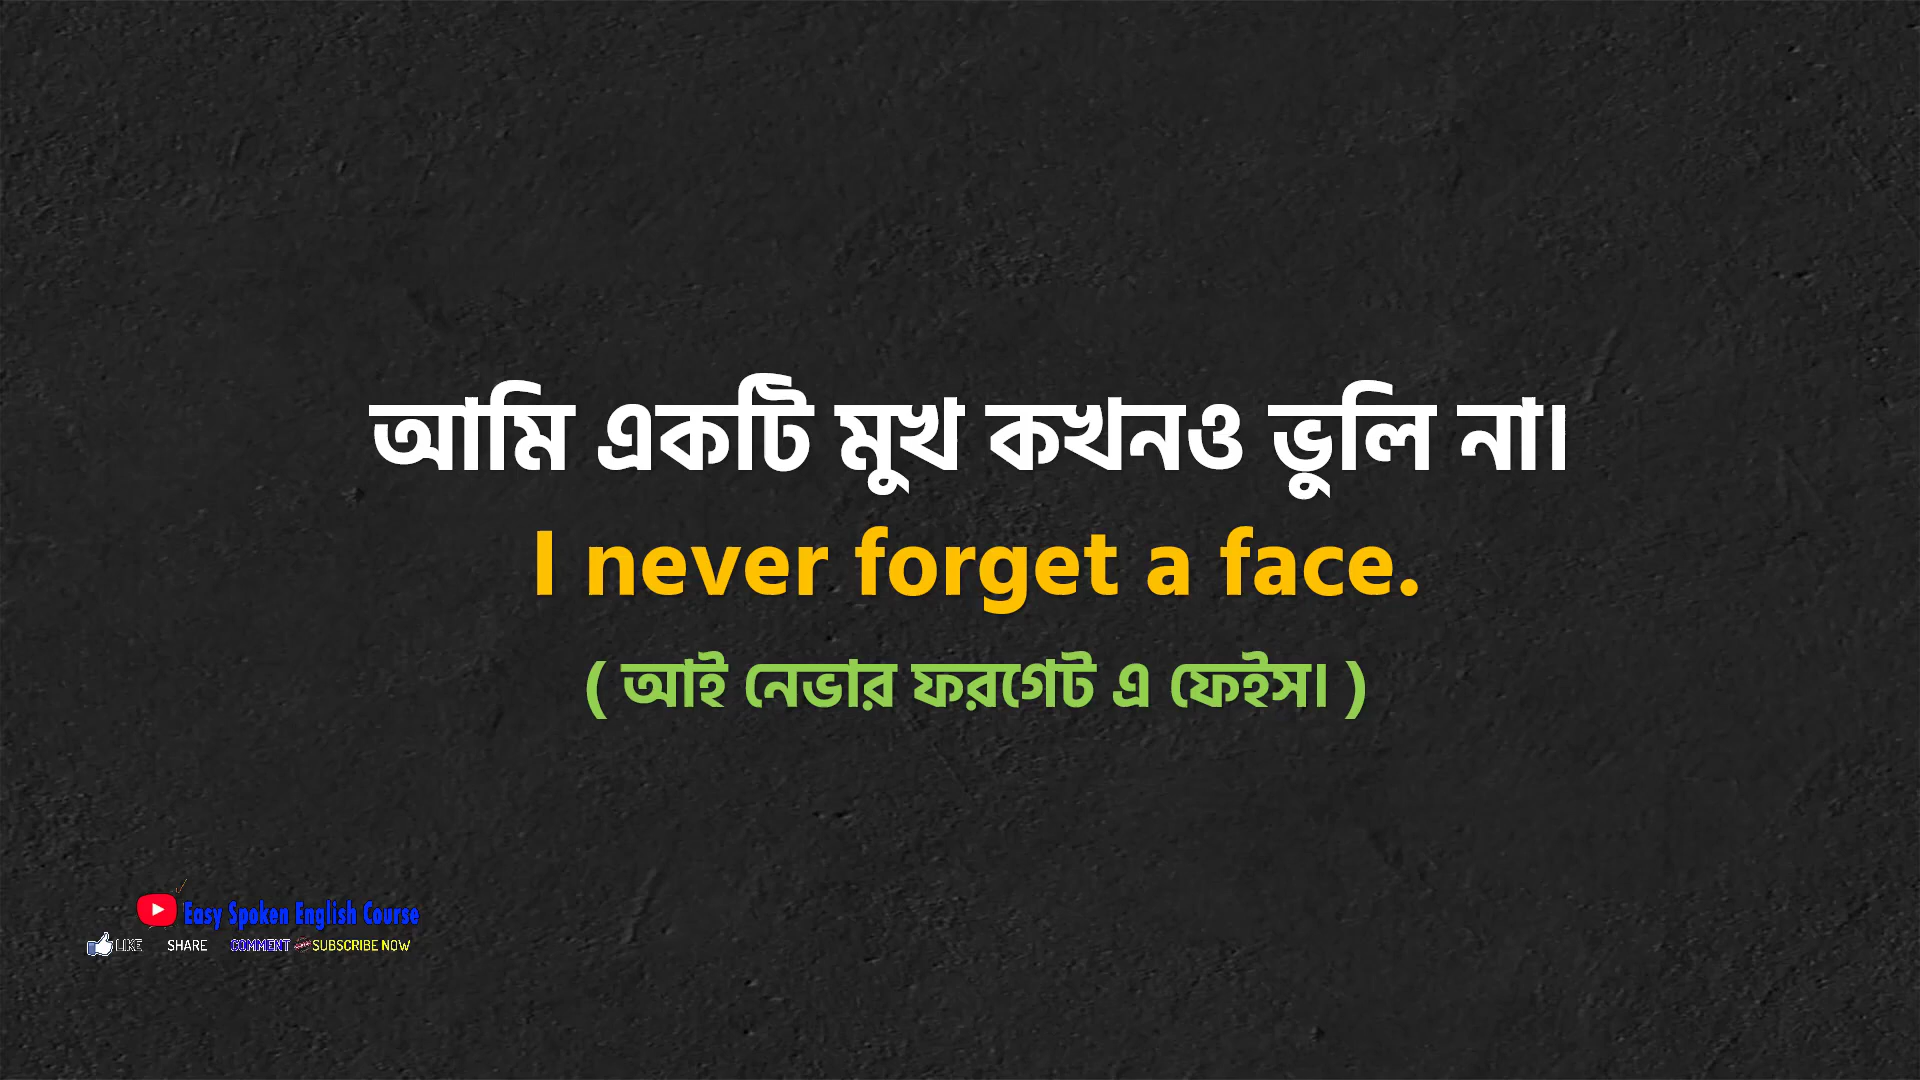 আমি একটি মুখ কখনও ভুলি না।
I never forget a face.
( আই নেভার ফরগেট এ ফেইস। )
Easy Spoken English Course
LIKE SHARE COMMENT SUBSCRIBE NOW